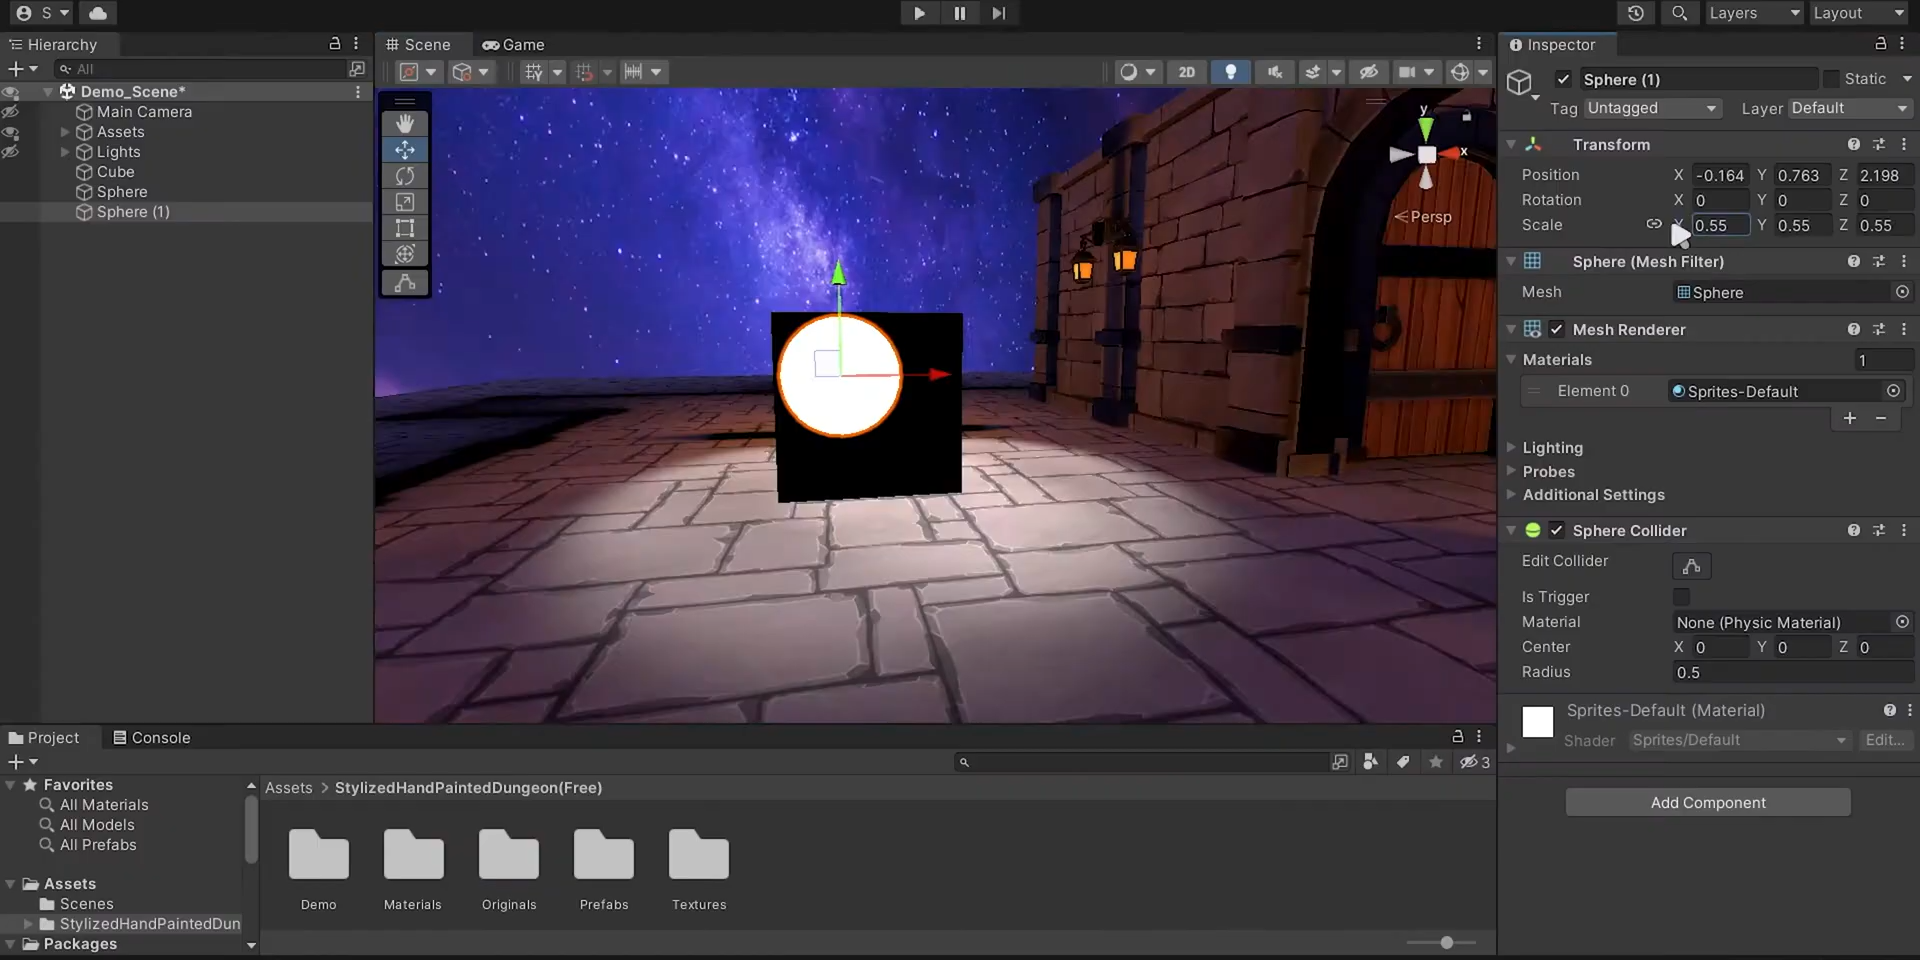 S
Layers
Layout
Hierarchy
All
Demo_Scene*
Main Camera
Assets
Lights
Cube
Sphere
Sphere (1)
Scene
Game
2D
y
x
Persp
Inspector
Sphere (1)
Static
Tag Untagged
Layer Default
Transform
Position X -0.164 Y 0.763 Z 2.198
Rotation X 0 Y 0 Z 0
Scale X 0.55 Y 0.55 Z 0.55
Sphere (Mesh Filter)
Mesh Sphere
Mesh Renderer
Materials 1
Element 0 Sprites-Default
Lighting
Probes
Additional Settings
Sphere Collider
Edit Collider
Is Trigger
Material None (Physic Material)
Center X 0 Y 0 Z 0
Radius 0.5
Sprites-Default (Material)
Shader Sprites/Default Edit...
Add Component
Project
Console
3
Favorites
All Materials
All Models
All Prefabs
Assets
Scenes
StylizedHandPaintedDun
Packages
Assets > StylizedHandPaintedDungeon(Free)
Demo
Materials
Originals
Prefabs
Textures